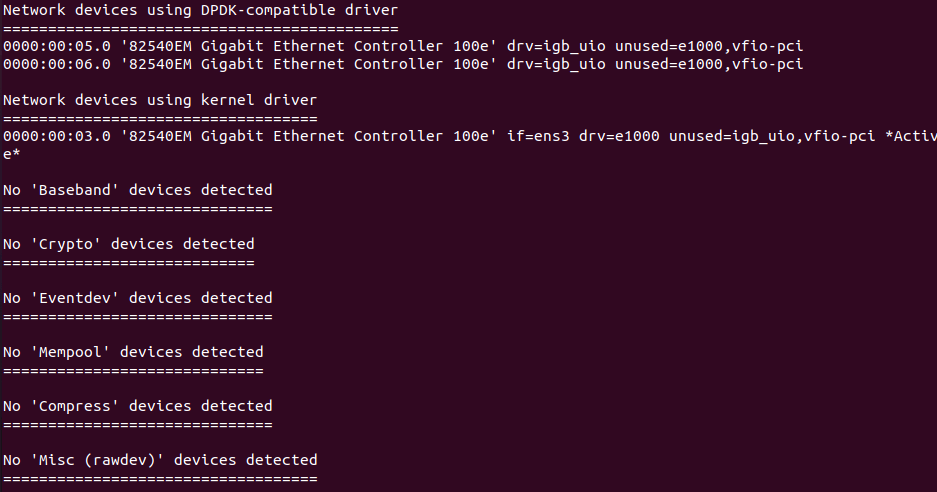 Network devices using DPDK-compatible driver
============================================
0000:00:05.0 '82540EM Gigabit Ethernet Controller 100e' drv=igb_uio unused=e1000,vfio-pci
0000:00:06.0 '82540EM Gigabit Ethernet Controller 100e' drv=igb_uio unused=e1000,vfio-pci
Network devices using kernel driver
===================================
0000:00:03.0 '82540EM Gigabit Ethernet Controller 100e' if=ens3 drv=e1000 unused=igb_uio,vfio-pci *Activ
e*
No 'Baseband' devices detected
==============================
No 'Crypto' devices detected
============================
No 'Eventdev' devices detected
==============================
No 'Mempool' devices detected
=============================
No 'Compress' devices detected
==============================
No 'Misc (rawdev)' devices detected
===================================